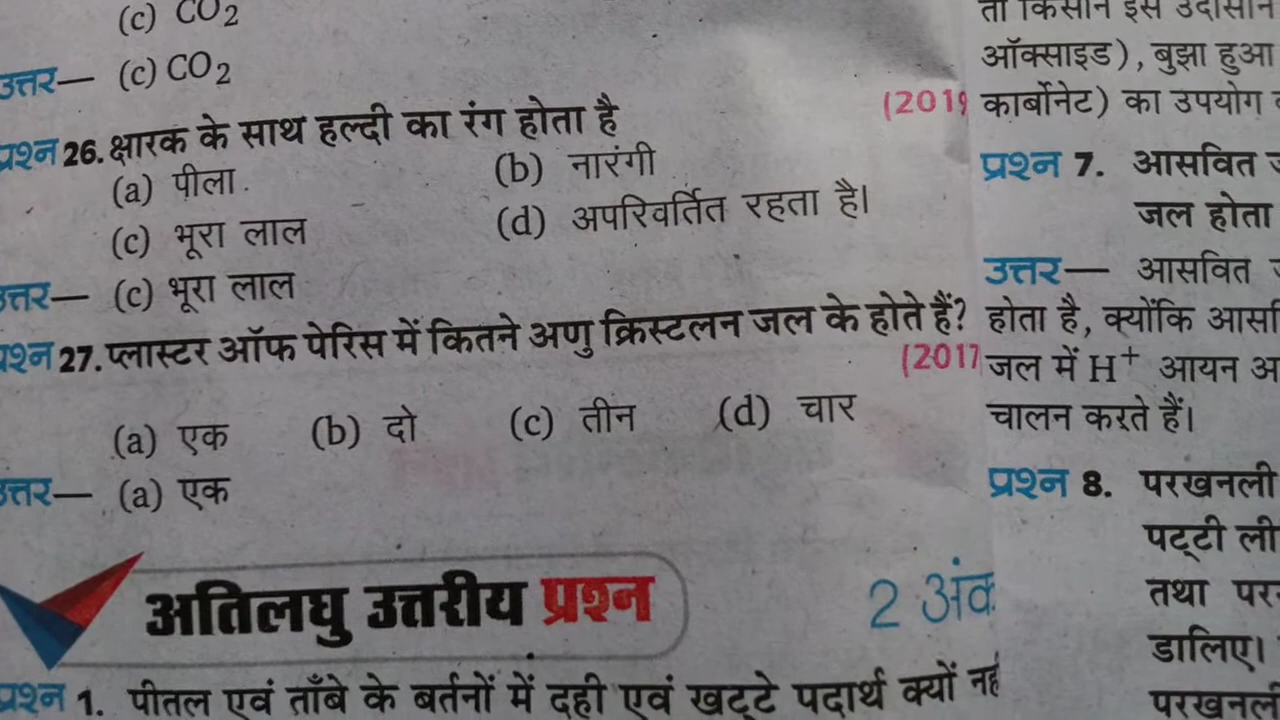 (c) CO₂
उत्तर— (c) CO₂
प्रश्न 26. क्षारक के साथ हल्दी का रंग होता है (2019
(a) पीला. (b) नारंगी
(c) भूरा लाल (d) अपरिवर्तित रहता है।
उत्तर— (c) भूरा लाल
प्रश्न 27. प्लास्टर ऑफ पेरिस में कितने अणु क्रिस्टलन जल के होते हैं?
(2017
(a) एक (b) दो (c) तीन (d) चार
उत्तर— (a) एक
अतिलघु उत्तरीय प्रश्न
2 अंक
प्रश्न 1. पीतल एवं ताँबे के बर्तनों में दही एवं खट्टे पदार्थ क्यों
तो किसान इस उदासीन
ऑक्साइड), बुझा हुआ
कार्बोनेट) का उपयोग
प्रश्न 7. आसवित
जल होता
उत्तर— आसवित
होता है, क्योंकि
जल में H⁺ आयन
चालन करते हैं।
प्रश्न 8. परखनली
पट्टी ली
तथा
डालिए।